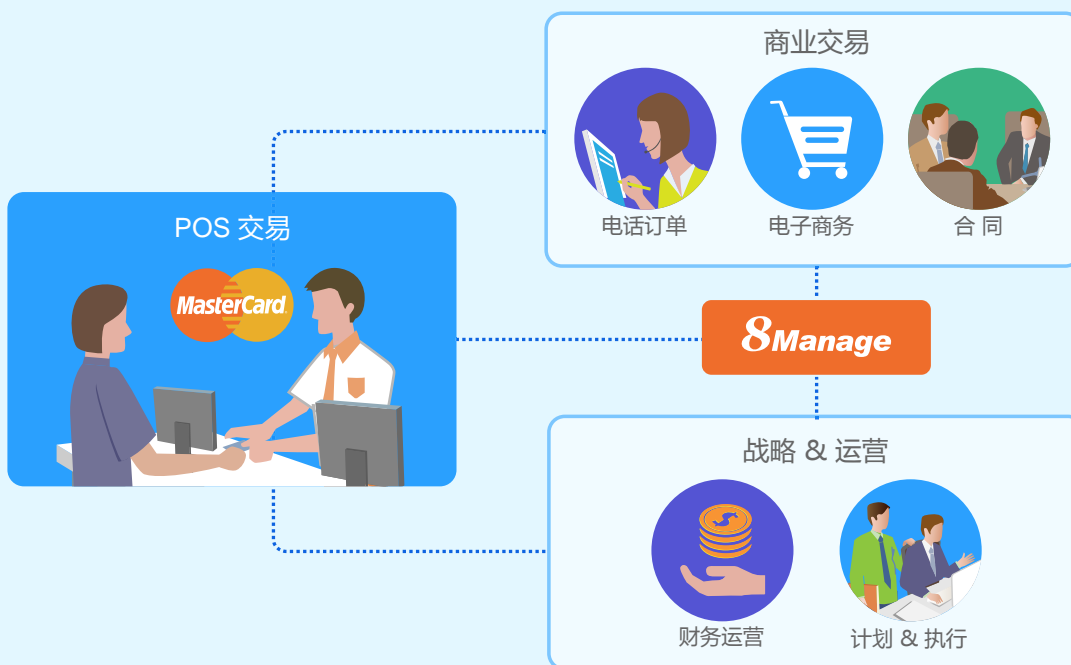 商业交易
电话订单
电子商务
合 同
POS 交易
MasterCard
8Manage
战略 & 运营
财务运营
计划 & 执行